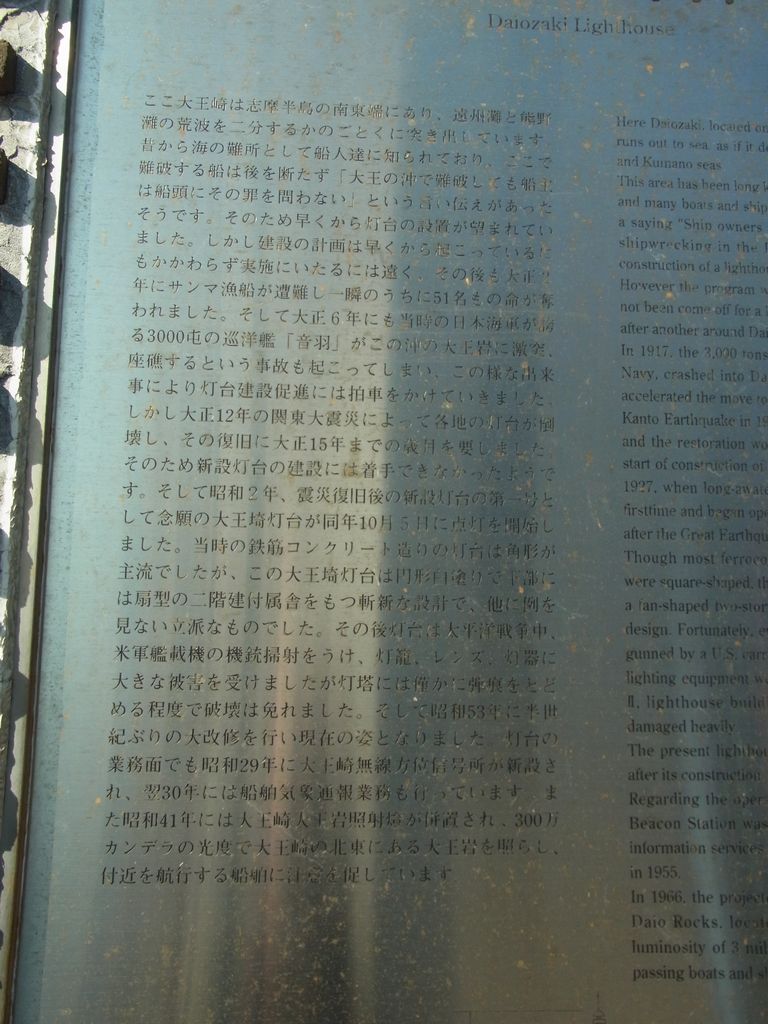 Daiozaki Lighthouse
ここ大王崎は志摩半島の南東端にあり、遠州灘と熊野
灘の荒波を二分するかのごとくに突き出しています。
昔から海の難所として船人達に知られており、ここで
難破する船は後を断たず「大王の沖で難破しても船主
は船頭にその罪を問わない」という言い伝えがあった
そうです。そのため早くから灯台の設置が望まれてい
ました。しかし建設の計画は早くから起こっているに
もかかわらず実施にいたるには遠く、その後も大正2
年にサンマ漁船が遭難し一瞬のうちに51名もの命が奪
われました。そして大正6年にも当時の日本海軍が誇
る3000屯の巡洋艦「音羽」がこの沖の大王岩に激突、
座礁するという事故も起こってしまい、この様な出来
事により灯台建設促進には拍車をかけていきました。
しかし大正12年の関東大震災によって各地の灯台が倒
壊し、その復旧に大正15年までの歳月を要しました。
そのため新設灯台の建設には着手できなかったようで
す。そして昭和2年、震災復旧後の新設灯台の第一号と
して念願の大王埼灯台が同年10月5日に点灯を開始し
ました。当時の鉄筋コンクリート造りの灯台は角形が
主流でしたが、この大王埼灯台は円形白塗りで下部に
は扇型の二階建付属舎をもつ斬新な設計で、他に例を
見ない立派なものでした。その後灯台は太平洋戦争中、
米軍艦載機の機銃掃射をうけ、灯籠、レンズ、灯器に
大きな被害を受けましたが灯塔には僅かに弾痕をとど
める程度で破壊は免れました。そして昭和53年に半世
紀ぶりの大改修を行い現在の姿となりました。灯台の
業務面でも昭和29年に大王崎無線方位信号所が新設さ
れ、翌30年には船舶気象通報業務も行っています。ま
た昭和41年には大王崎大王岩照射灯が併置され、300万
カンデラの光度で大王崎の北東にある大王岩を照らし、
付近を航行する船舶に注意を促しています。
Here Daiozaki, located on
runs out to sea, as if it de
and Kumano seas.
This area has been long k
and many boats and ship
a saying "Ship owners
shipwrecking in the
construction of a lightho
However the program w
not been come off for a l
after another around Dai
In 1917, the 3,000 tons
Navy, crashed into Da
accelerated the move to
Kanto Earthquake in 19
and the restoration wo
start of construction of
1927, when long-awaite
firsttime and began ope
after the Great Earthqu
Though most ferroco
were square-shaped, th
a fan-shaped two-stor
design. Fortunately, e
gunned by a U.S. carr
lighting equipment we
Ⅱ, lighthouse build
damaged heavily.
The present lighthou
after its construction
Regarding the oper
Beacon Station was
information services
in 1955.
In 1966, the project
Daio Rocks, locat
luminosity of 3 mil
passing boats and sh